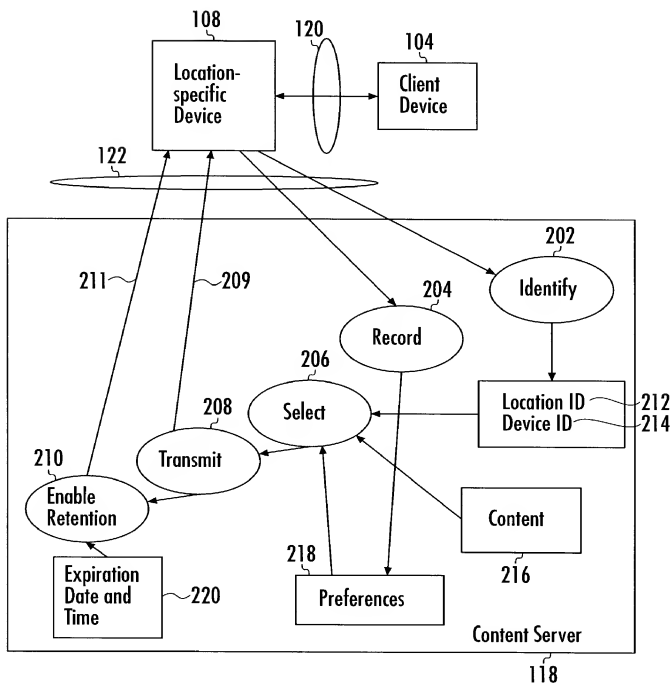 108
120
104
Location-
specific
Device
Client
Device
122
202
211
209
204
Identify
Record
206
208
Select
Location ID
212
Device ID
214
210
Transmit
Enable
Retention
Content
216
218
Expiration
Date and
Time
220
Preferences
Content Server
118